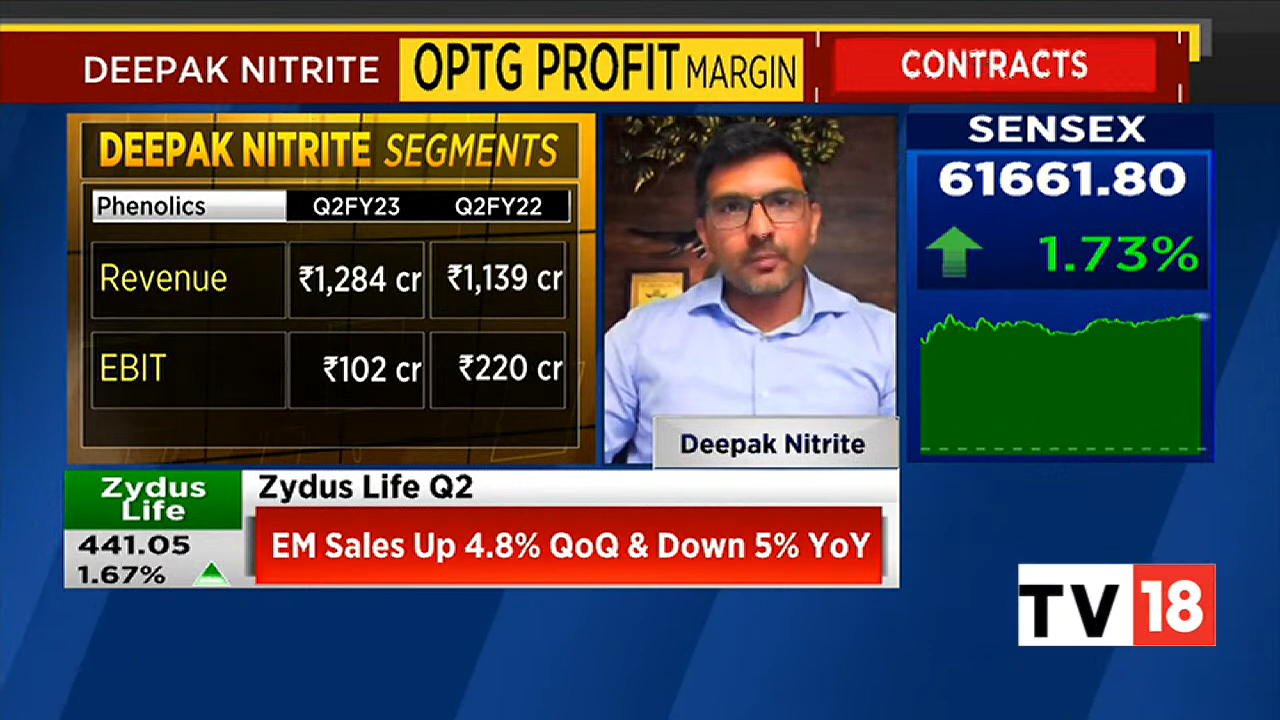 DEEPAK NITRITE OPTG PROFIT MARGIN CONTRACTS
DEEPAK NITRITE SEGMENTS
Phenolics Q2FY23 Q2FY22
Revenue ₹1,284 cr ₹1,139 cr
EBIT ₹102 cr ₹220 cr
Deepak Nitrite
SENSEX
61661.80
1.73%
Zydus
Life
441.05
1.67%
Zydus Life Q2
EM Sales Up 4.8% QoQ & Down 5% YoY
TV18